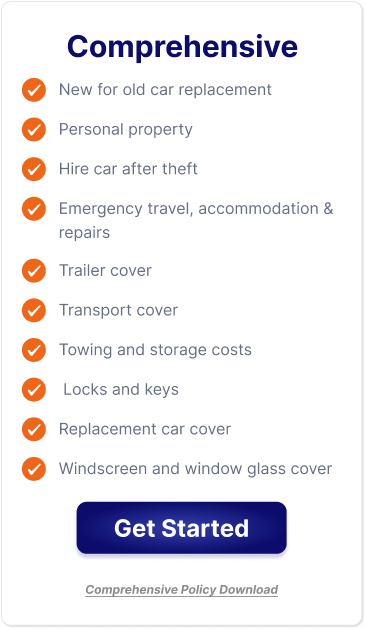 Comprehensive
New for old car replacement
Personal property
Hire car after theft
Emergency travel, accommodation &
repairs
Trailer cover
Transport cover
Towing and storage costs
Locks and keys
Replacement car cover
Windscreen and window glass cover
Get Started
Comprehensive Policy Download